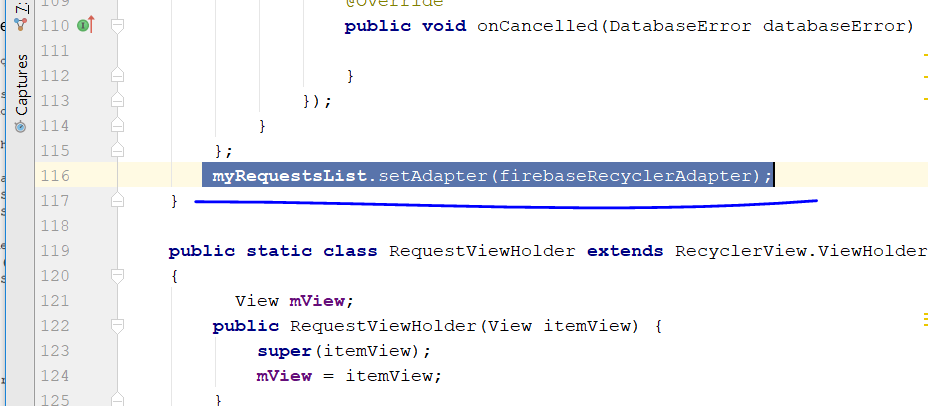 109 @Override
110 public void onCancelled(DatabaseError databaseError)
111
112 }
113 });
114 }
115 };
116 myRequestsList.setAdapter(firebaseRecyclerAdapter);
117 }
118
119 public static class RequestViewHolder extends RecyclerView.ViewHolder
120 {
121 View mView;
122 public RequestViewHolder(View itemView) {
123 super(itemView);
124 mView = itemView;
125 }
7:
Captures